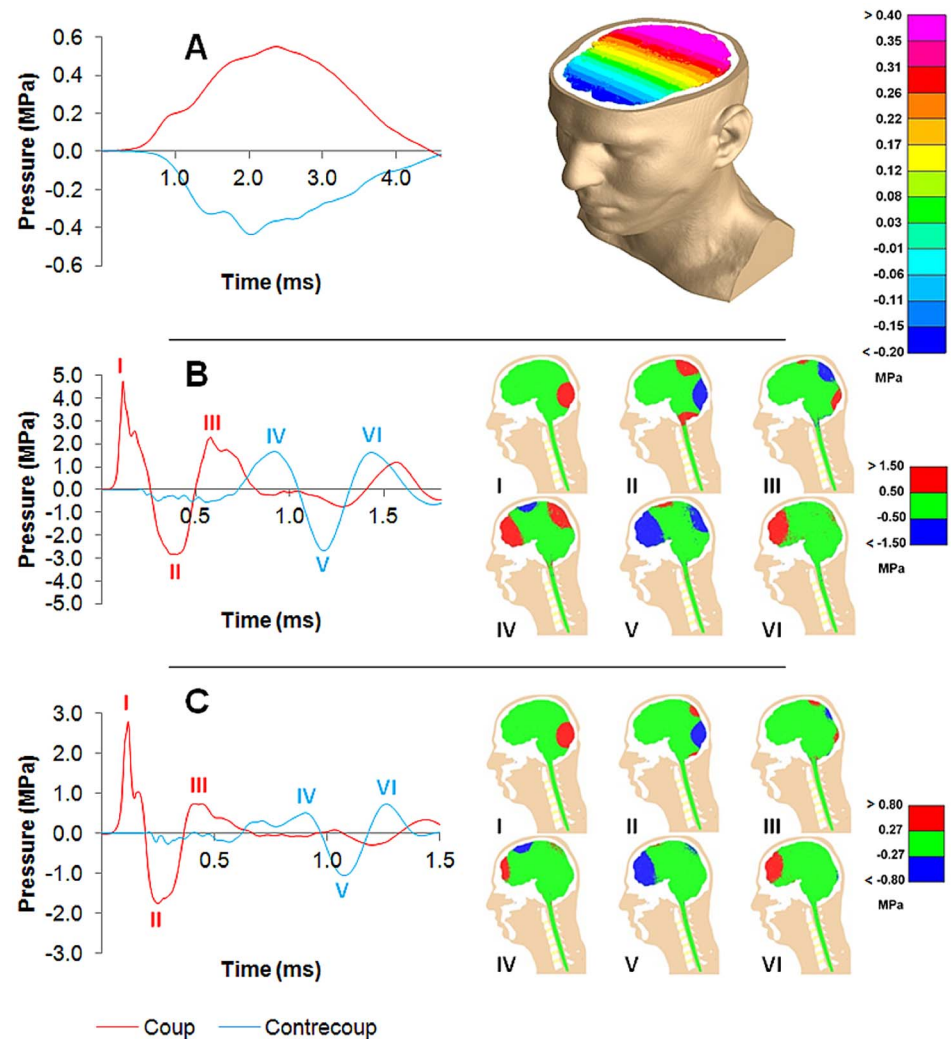 A
Pressure (MPa)
0.6
0.4
0.2
0.0
-0.2
-0.4
-0.6
1.0 2.0 3.0 4.0
Time (ms)
> 0.40
0.35
0.31
0.26
0.22
0.17
0.12
0.08
0.03
-0.01
-0.06
-0.11
-0.15
< -0.20
MPa
B
Pressure (MPa)
5.0
4.0
3.0
2.0
1.0
0.0
-1.0
-2.0
-3.0
-4.0
-5.0
0.5 1.0 1.5
I
II
III
IV
V
VI
Time (ms)
I II III
IV V VI
> 1.50
0.50
-0.50
< -1.50
MPa
C
Pressure (MPa)
3.0
2.0
1.0
0.0
-1.0
-2.0
-3.0
0.5 1.0 1.5
I
II
III
IV
V
VI
Time (ms)
I II III
IV V VI
> 0.80
0.27
-0.27
< -0.80
MPa
Coup Contrecoup